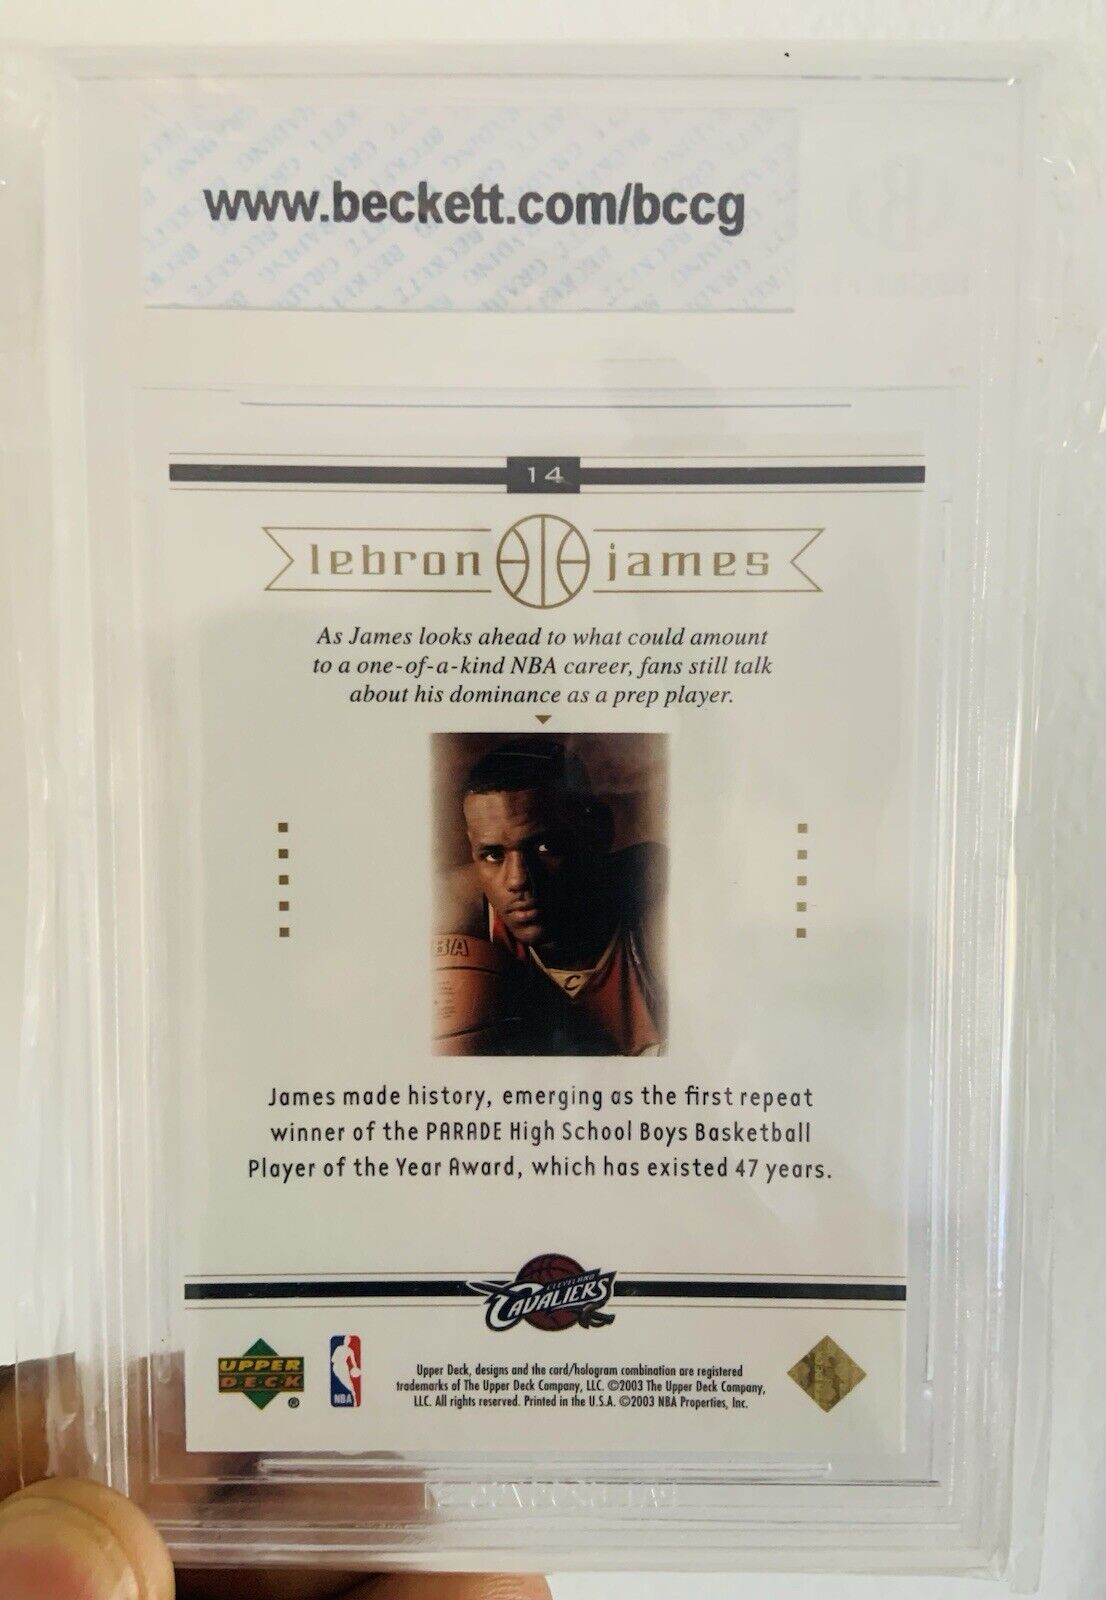 www.beckett.com/bccg
14
lebron james
As James looks ahead to what could amount
to a one-of-a-kind NBA career, fans still talk
about his dominance as a prep player.
BA
C
James made history, emerging as the first repeat
winner of the PARADE High School Boys Basketball
Player of the Year Award, which has existed 47 years.
CLEVELAND
CAVALIERS
UPPER
DECK
®
NBA
Upper Deck, designs and the card/hologram combination are registered
trademarks of The Upper Deck Company, LLC. ©2003 The Upper Deck Company,
LLC. All rights reserved. Printed in the U.S.A. ©2003 NBA Properties, Inc.